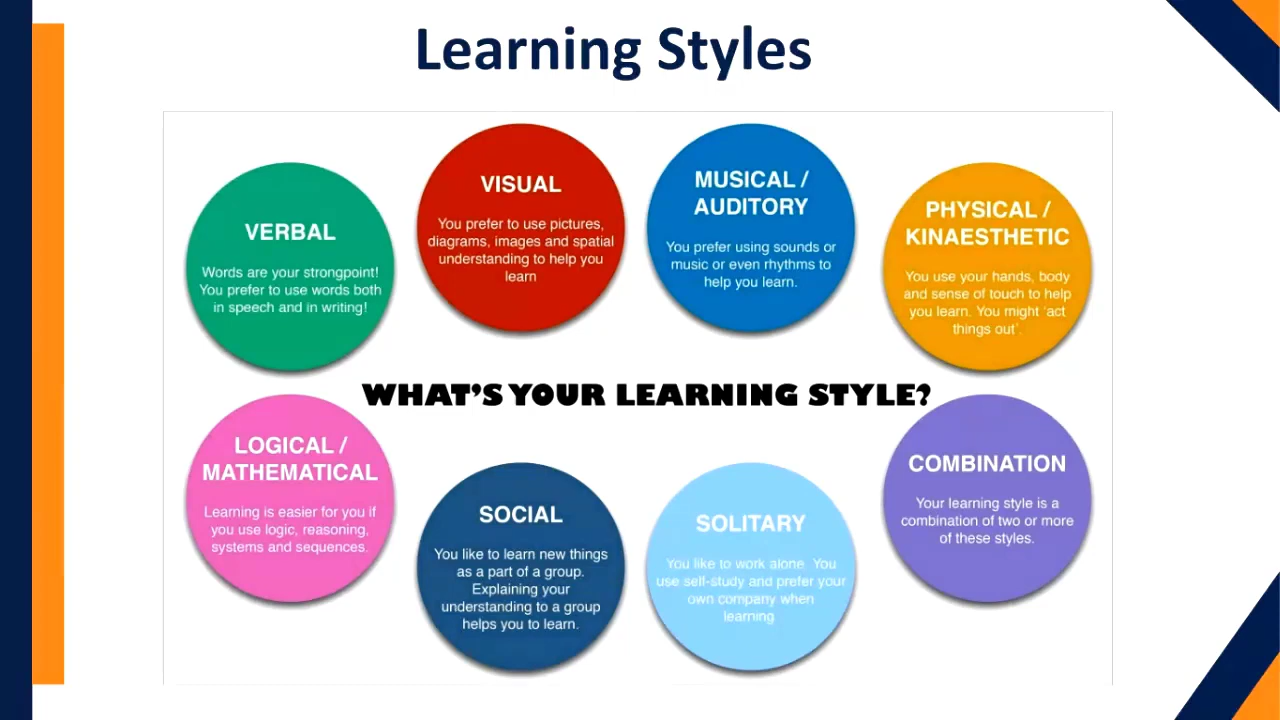 Learning Styles
VERBAL
Words are your strongpoint!
You prefer to use words both
in speech and in writing!
VISUAL
You prefer to use pictures,
diagrams, images and spatial
understanding to help you
learn
MUSICAL /
AUDITORY
You prefer using sounds or
music or even rhythms to
help you learn.
PHYSICAL /
KINAESTHETIC
You use your hands, body
and sense of touch to help
you learn. You might 'act
things out'.
WHAT'S YOUR LEARNING STYLE?
LOGICAL /
MATHEMATICAL
Learning is easier for you if
you use logic, reasoning,
systems and sequences.
SOCIAL
You like to learn new things
as a part of a group.
Explaining your
understanding to a group
helps you to learn.
SOLITARY
You like to work alone. You
use self-study and prefer your
own company when
learning
COMBINATION
Your learning style is a
combination of two or more
of these styles.